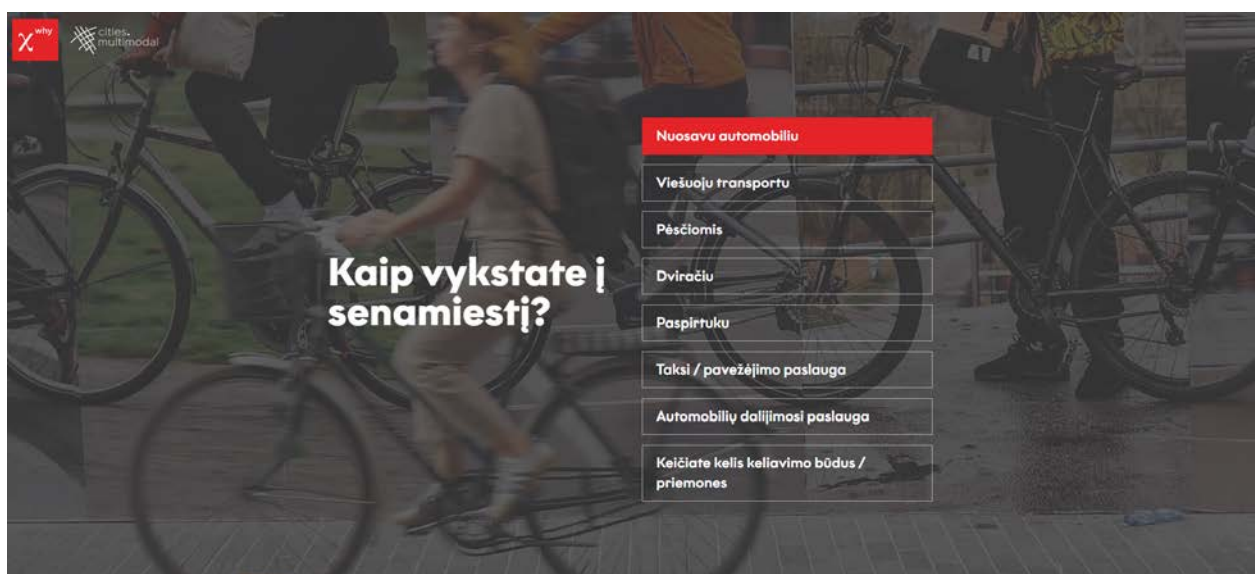 χ why
cities.
multimodal
Kaip vykstate į
senamiestį?
Nuosavu automobiliu
Viešuoju transportu
Pėsčiomis
Dviračiu
Paspirtuku
Taksi / pavežėjimo paslauga
Automobilių dalijimosi paslauga
Keičiate kelis keliavimo būdus /
priemones